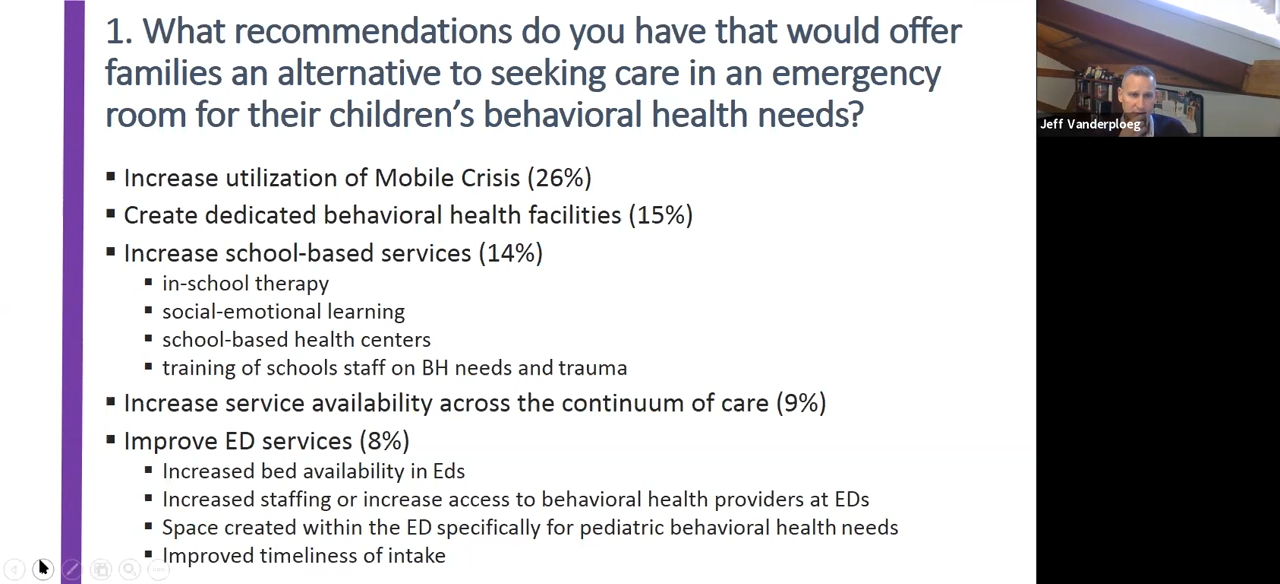 1. What recommendations do you have that would offer
families an alternative to seeking care in an emergency
room for their children's behavioral health needs?
▪ Increase utilization of Mobile Crisis (26%)
▪ Create dedicated behavioral health facilities (15%)
▪ Increase school-based services (14%)
▪ in-school therapy
▪ social-emotional learning
▪ school-based health centers
▪ training of schools staff on BH needs and trauma
▪ Increase service availability across the continuum of care (9%)
▪ Improve ED services (8%)
▪ Increased bed availability in Eds
▪ Increased staffing or increase access to behavioral health providers at EDs
▪ Space created within the ED specifically for pediatric behavioral health needs
▪ Improved timeliness of intake
Jeff Vanderploeg